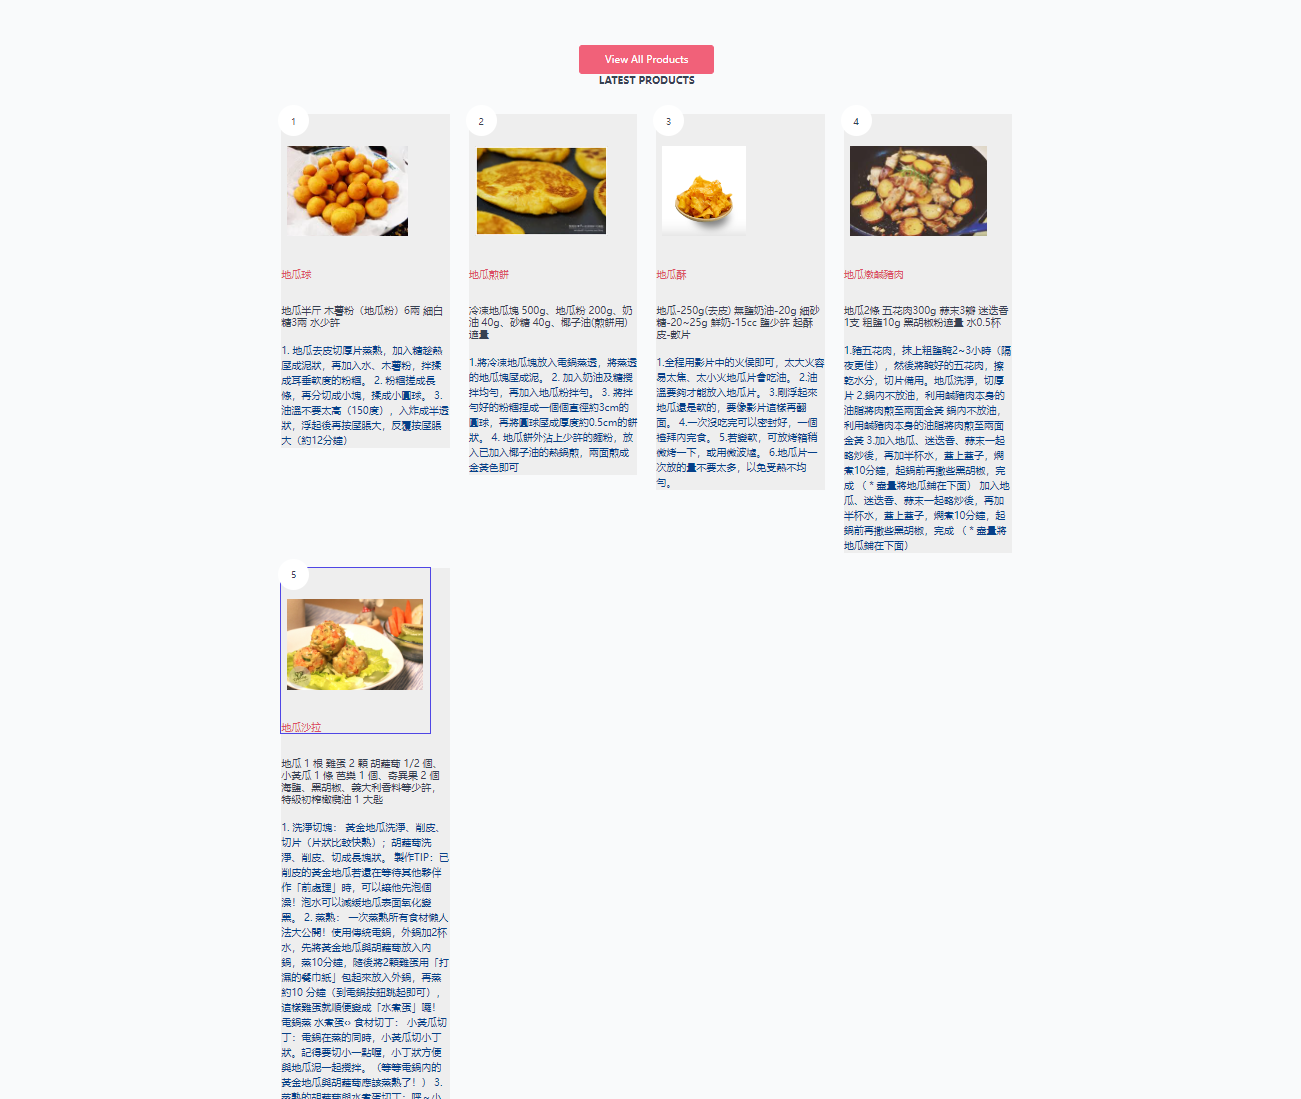 View All Products
LATEST PRODUCTS
1
地瓜球
地瓜半斤 木薯粉（地瓜粉）6兩 細白
糖3兩 水少許
1. 地瓜去皮切厚片蒸熟，加入糖趁熱
壓成泥狀，再加入水、木薯粉，拌揉
成耳垂軟度的粉糰。 2. 粉糰搓成長
條，再分切成小塊，揉成小圓球。 3.
油溫不要太高（150度），入炸成半透
狀，浮起後再按壓脹大，反覆按壓脹
大（約12分鐘）
2
地瓜煎餅
冷凍地瓜塊 500g、地瓜粉 200g、奶
油 40g、砂糖 40g、椰子油(煎餅用)
適量
1.將冷凍地瓜塊放入電鍋蒸透，將蒸透
的地瓜塊壓成泥。 2. 加入奶油及糖攪
拌均勻，再加入地瓜粉拌勻。 3. 將拌
勻好的粉糰捏成一個個直徑約3cm的
圓球，再將圓球壓成厚度約0.5cm的餅
狀。 4. 地瓜餅外沾上少許的麵粉，放
入已加入椰子油的熱鍋煎，兩面煎成
金黃色即可
3
地瓜酥
地瓜-250g(去皮) 無鹽奶油-20g 細砂
糖-20~25g 鮮奶-15cc 鹽少許 起酥
皮-數片
1.全程用影片中的火侯即可，太大火容
易太焦、太小火地瓜片會吃油。 2.油
溫要夠才能放入地瓜片。 3.剛浮起來
地瓜還是軟的，要像影片這樣再翻
面。 4.一次沒吃完可以密封好，一個
禮拜內完食。 5.若變軟，可放烤箱稍
微烤一下，或用微波爐。 6.地瓜片一
次放的量不要太多，以免受熱不均
勻。
4
地瓜燉鹹豬肉
地瓜2條 五花肉300g 蒜末3瓣 迷迭香
1支 粗鹽10g 黑胡椒粉適量 水0.5杯
1.豬五花肉，抹上粗鹽醃2~3小時（隔
夜更佳），然後將醃好的五花肉，擦
乾水分，切片備用。地瓜洗淨，切厚
片 2.鍋內不放油，利用鹹豬肉本身的
油脂將肉煎至兩面金黃 鍋內不放油，
利用鹹豬肉本身的油脂將肉煎至兩面
金黃 3.加入地瓜、迷迭香、蒜末一起
略炒後，再加半杯水，蓋上蓋子，燜
煮10分鐘，起鍋前再撒些黑胡椒，完
成 （ * 盡量將地瓜鋪在下面） 加入地
瓜、迷迭香、蒜末一起略炒後，再加
半杯水，蓋上蓋子，燜煮10分鐘，起
鍋前再撒些黑胡椒，完成 （ * 盡量將
地瓜鋪在下面）
5
地瓜沙拉
地瓜 1 根 雞蛋 2 顆 胡蘿蔔 1/2 個、
小黃瓜 1 條 芭樂 1 個、奇異果 2 個
海鹽、黑胡椒、義大利香料等少許，
特級初榨橄欖油 1 大匙
1. 洗淨切塊： 黃金地瓜洗淨、削皮、
切片（片狀比較快熟）；胡蘿蔔洗
淨、削皮、切成長塊狀。 製作TIP：已
削皮的黃金地瓜若還在等待其他夥伴
作「前處理」時，可以讓他先泡個
澡！泡水可以減緩地瓜表面氧化變
黑。 2. 蒸熟： 一次蒸熟所有食材懶人
法大公開！使用傳統電鍋，外鍋加2杯
水，先將黃金地瓜與胡蘿蔔放入內
鍋，蒸10分鐘，隨後將2顆雞蛋用「打
濕的餐巾紙」包起來放入外鍋，再蒸
約10 分鐘（到電鍋按鈕跳起即可），
這樣雞蛋就順便變成「水煮蛋」囉！
電鍋蒸 水煮蛋 食材切丁： 小黃瓜切
丁：電鍋在蒸的同時，小黃瓜切小丁
狀。記得要切小一點喔，小丁狀方便
與地瓜泥一起攪拌。（等等電鍋內的
黃金地瓜與胡蘿蔔應該蒸熟了！） 3.
蒸熟的胡蘿蔔與水煮蛋切丁：